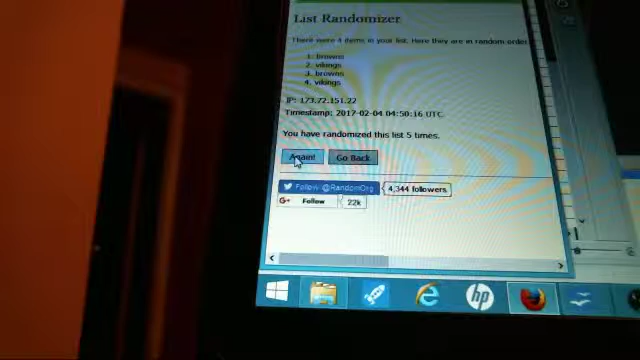 List Randomizer
There were 4 items in your list. Here they are in random order:
1. browns
2. vikings
3. browns
4. vikings
IP: 173.72.151.22
Timestamp: 2017-02-04 04:50:16 UTC
You have randomized this list 5 times.
Again! Go Back
Follow @RandomOrg 4,344 followers
G+ Follow 22k
hp